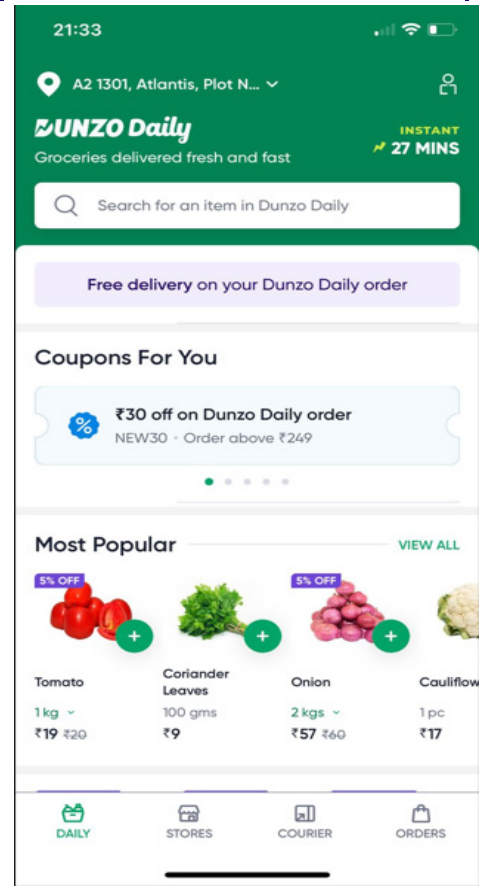 21:33
A2 1301, Atlantis, Plot N...
DUNZO Daily
Groceries delivered fresh and fast
INSTANT
27 MINS
Search for an item in Dunzo Daily
Free delivery on your Dunzo Daily order
Coupons For You
₹30 off on Dunzo Daily order
NEW30 · Order above ₹249
Most Popular
VIEW ALL
5% OFF
5% OFF
Tomato
1 kg
₹19 ₹20
Coriander
Leaves
100 gms
₹9
Onion
2 kgs
₹57 ₹60
Cauliflow
1 pc
₹17
DAILY
STORES
COURIER
ORDERS